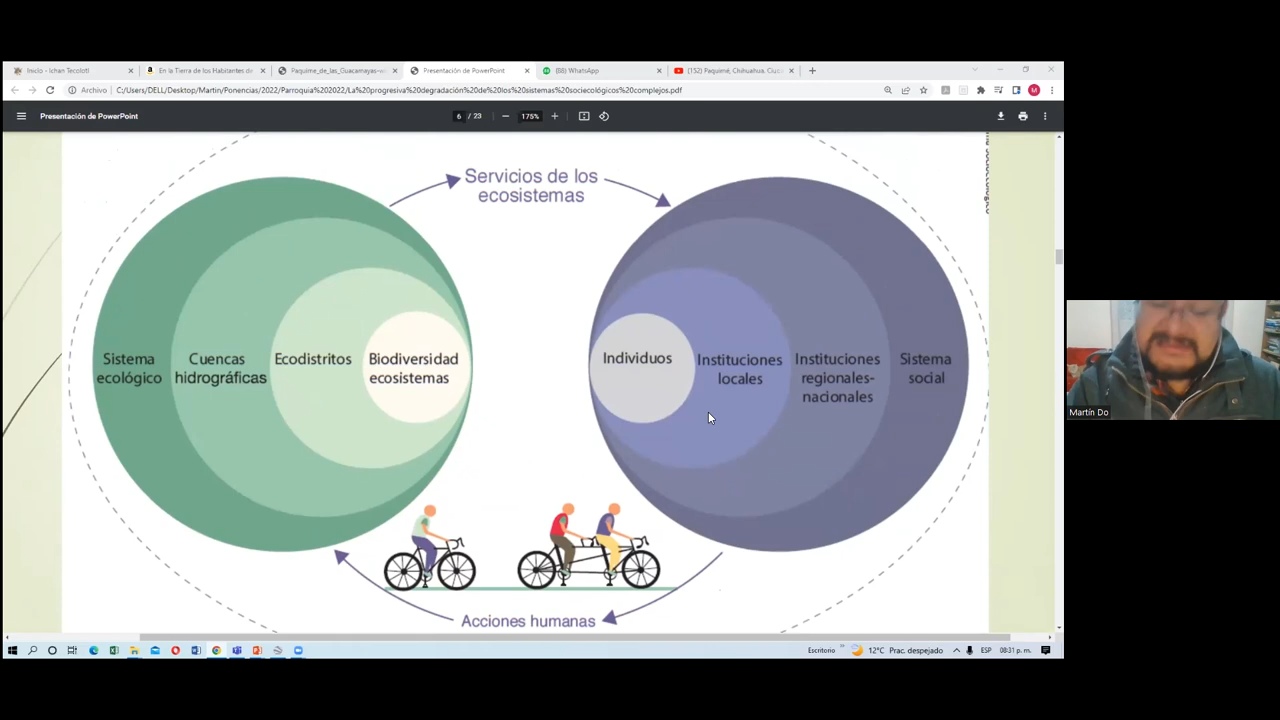 Inicio - Ichan Tecolotl
En la Tierra de los Habitantes de
Paquime_de_las_Guacamayas-w
Presentación de PowerPoint
(68) WhatsApp
(152) Paquimé, Chihuahua, Ciuc
Archivo
C:/Users/DELL/Desktop/Martin/Ponencias/2022/Parroquia%202022/La%20progresiva%20degradación%20de%20los%20sistemas%20socioecológicos%20complejos.pdf
M
Presentación de PowerPoint
6 / 23
175%
Servicios de los
ecosistemas
Sistema
ecológico
Cuencas
hidrográficas
Ecodistritos
Biodiversidad
ecosistemas
Individuos
Instituciones
locales
Instituciones
regionales-
nacionales
Sistema
social
Acciones humanas
Martín Do
Escritorio
12°C Prac. despejado
ESP
08:31 p. m.